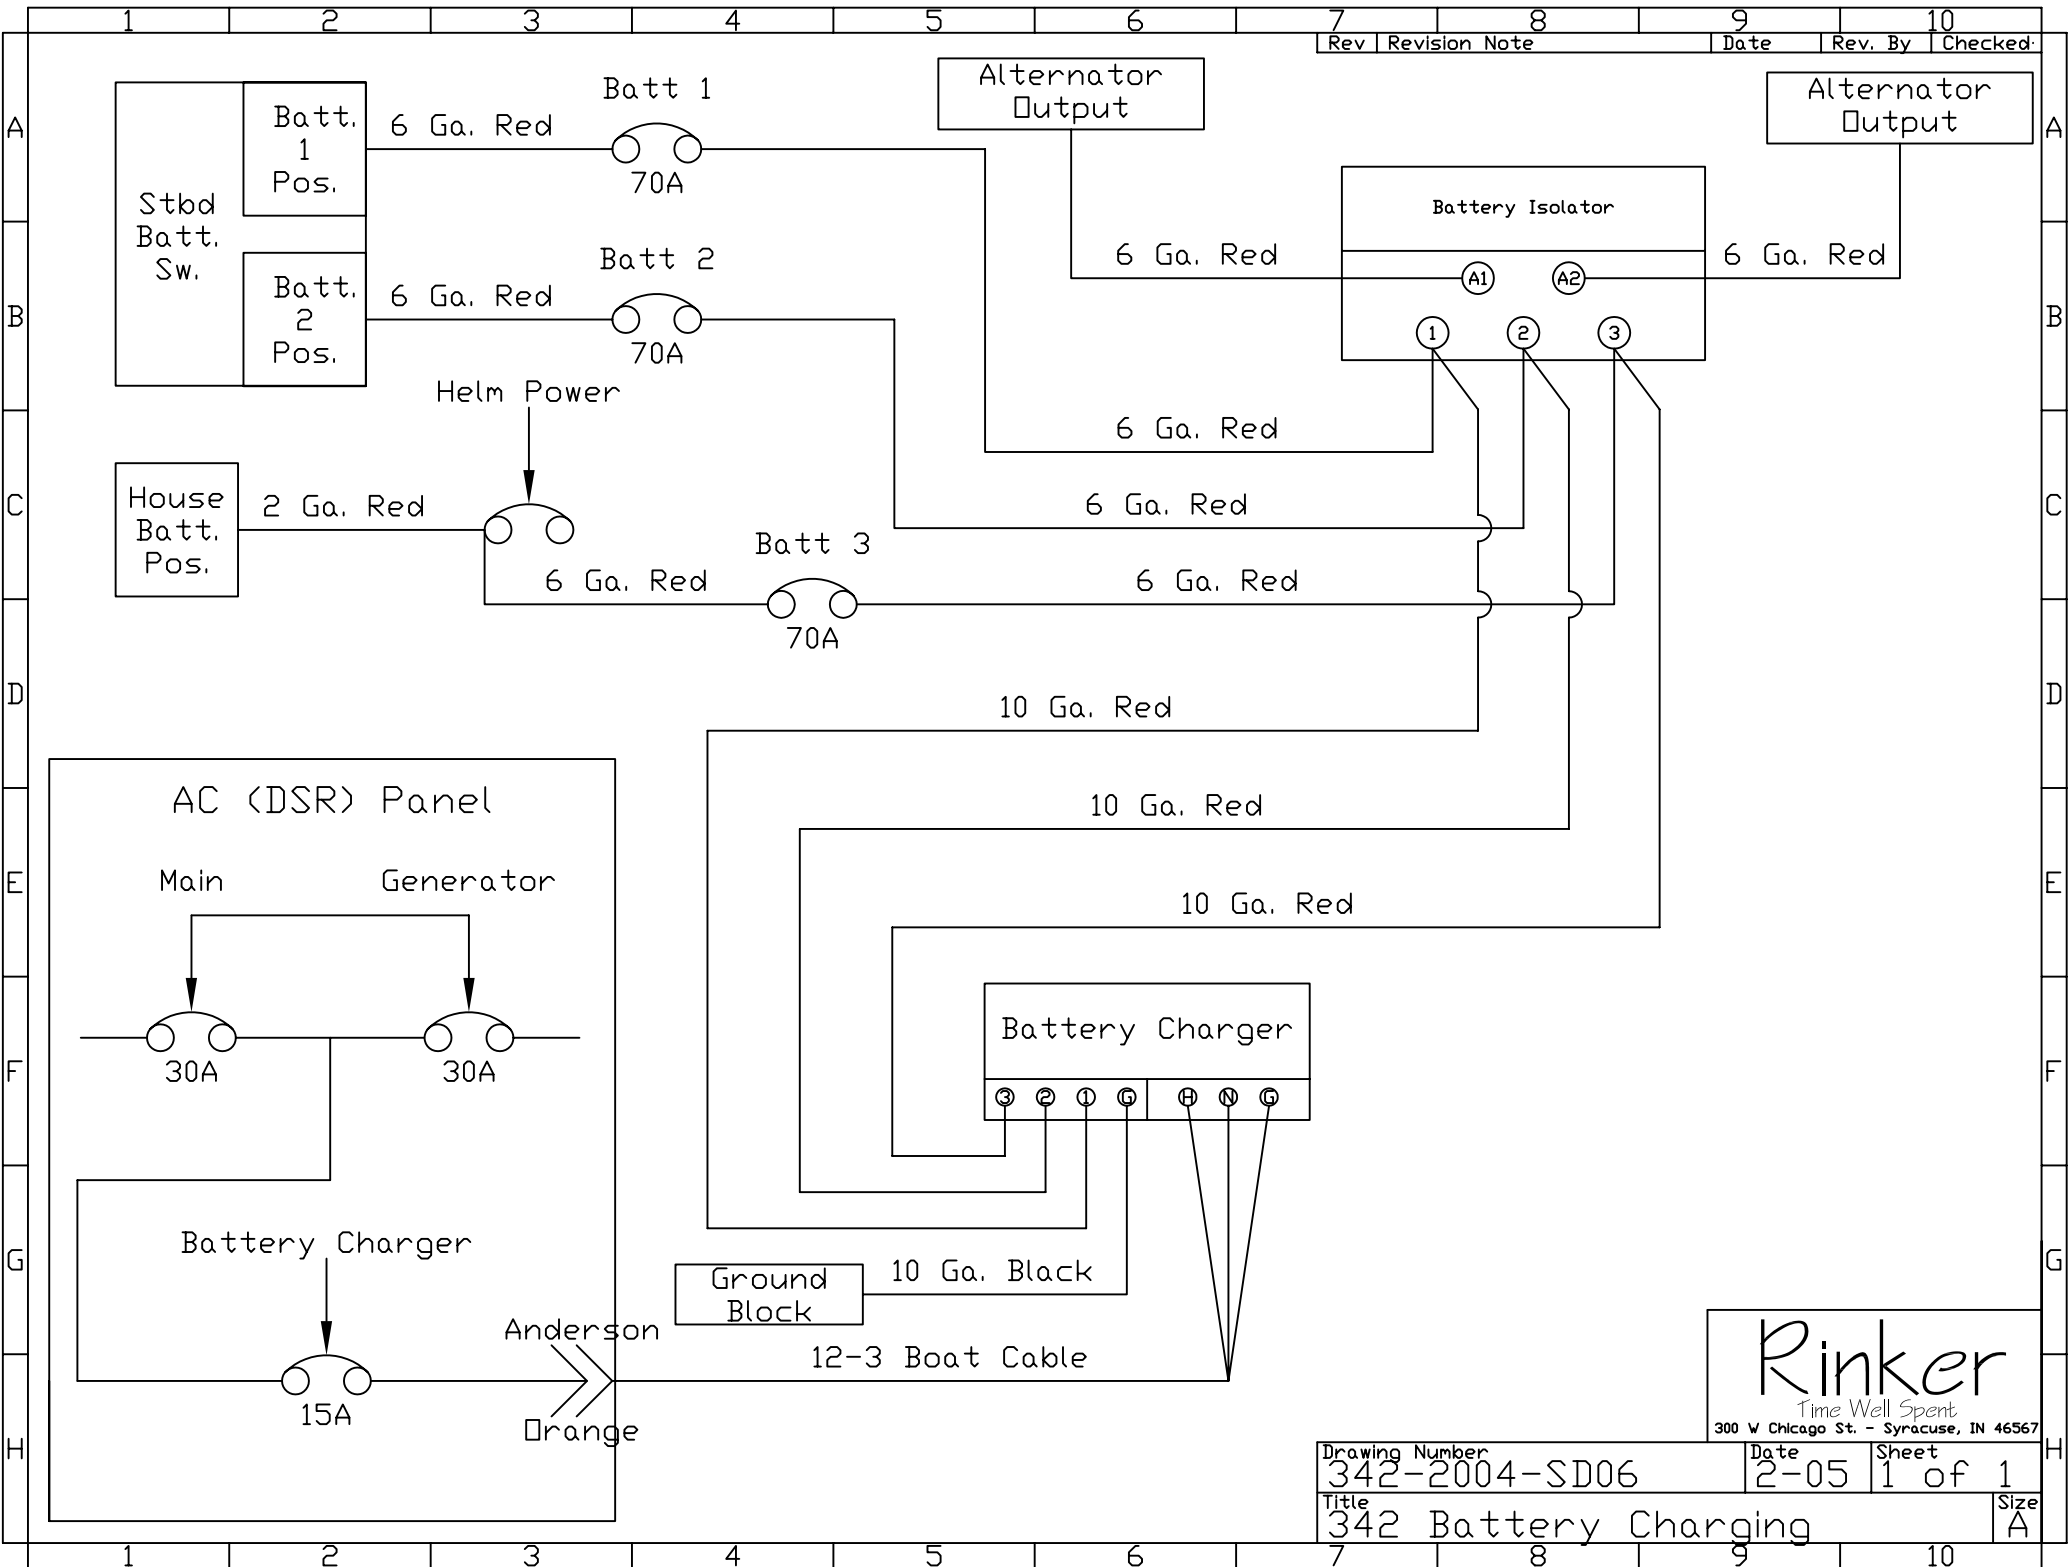 1 2 3 4 5 6 7 8 9 10
Rev Revision Note Date Rev. By Checked
A A
B B
C C
D D
E E
F F
G G
H H
Stbd
Batt.
Sw.
Batt.
1
Pos.
6 Ga. Red
Batt 1
70A
Batt.
2
Pos.
6 Ga. Red
Batt 2
70A
Alternator
Output
Alternator
Output
Battery Isolator
6 Ga. Red
A1 A2
6 Ga. Red
1 2 3
Helm Power
6 Ga. Red
House
Batt.
Pos.
2 Ga. Red
6 Ga. Red
Batt 3
6 Ga. Red
70A
6 Ga. Red
10 Ga. Red
10 Ga. Red
10 Ga. Red
AC (DSR) Panel
Main Generator
30A 30A
Battery Charger
3 2 1 G H N G
Battery Charger
15A
Anderson
Orange
Ground
Block
10 Ga. Black
12-3 Boat Cable
Rinker
Time Well Spent
300 W Chicago St. - Syracuse, IN 46567
Drawing Number Date Sheet
342-2004-SD06 2-05 1 of 1
Title Size
342 Battery Charging A
1 2 3 4 5 6 7 8 9 10